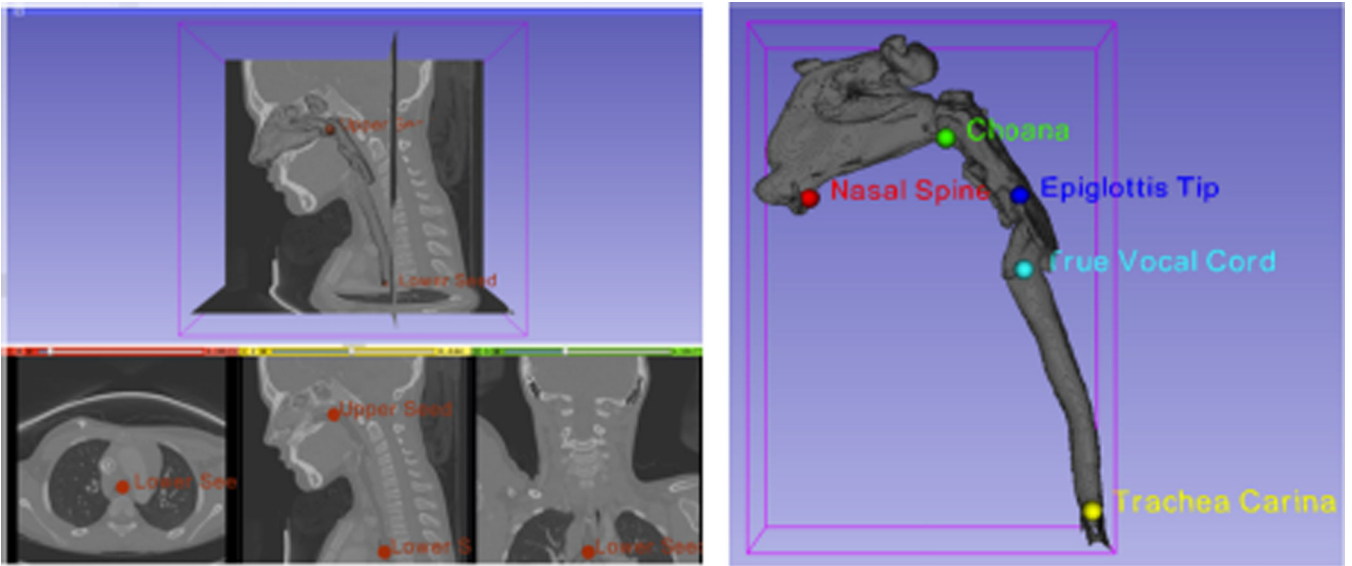 Upper Se
Lower Seed
Lower See
Upper Seed
Lower S
Lower See
Choana
Nasal Spine
Epiglottis Tip
True Vocal Cord
Trachea Carina